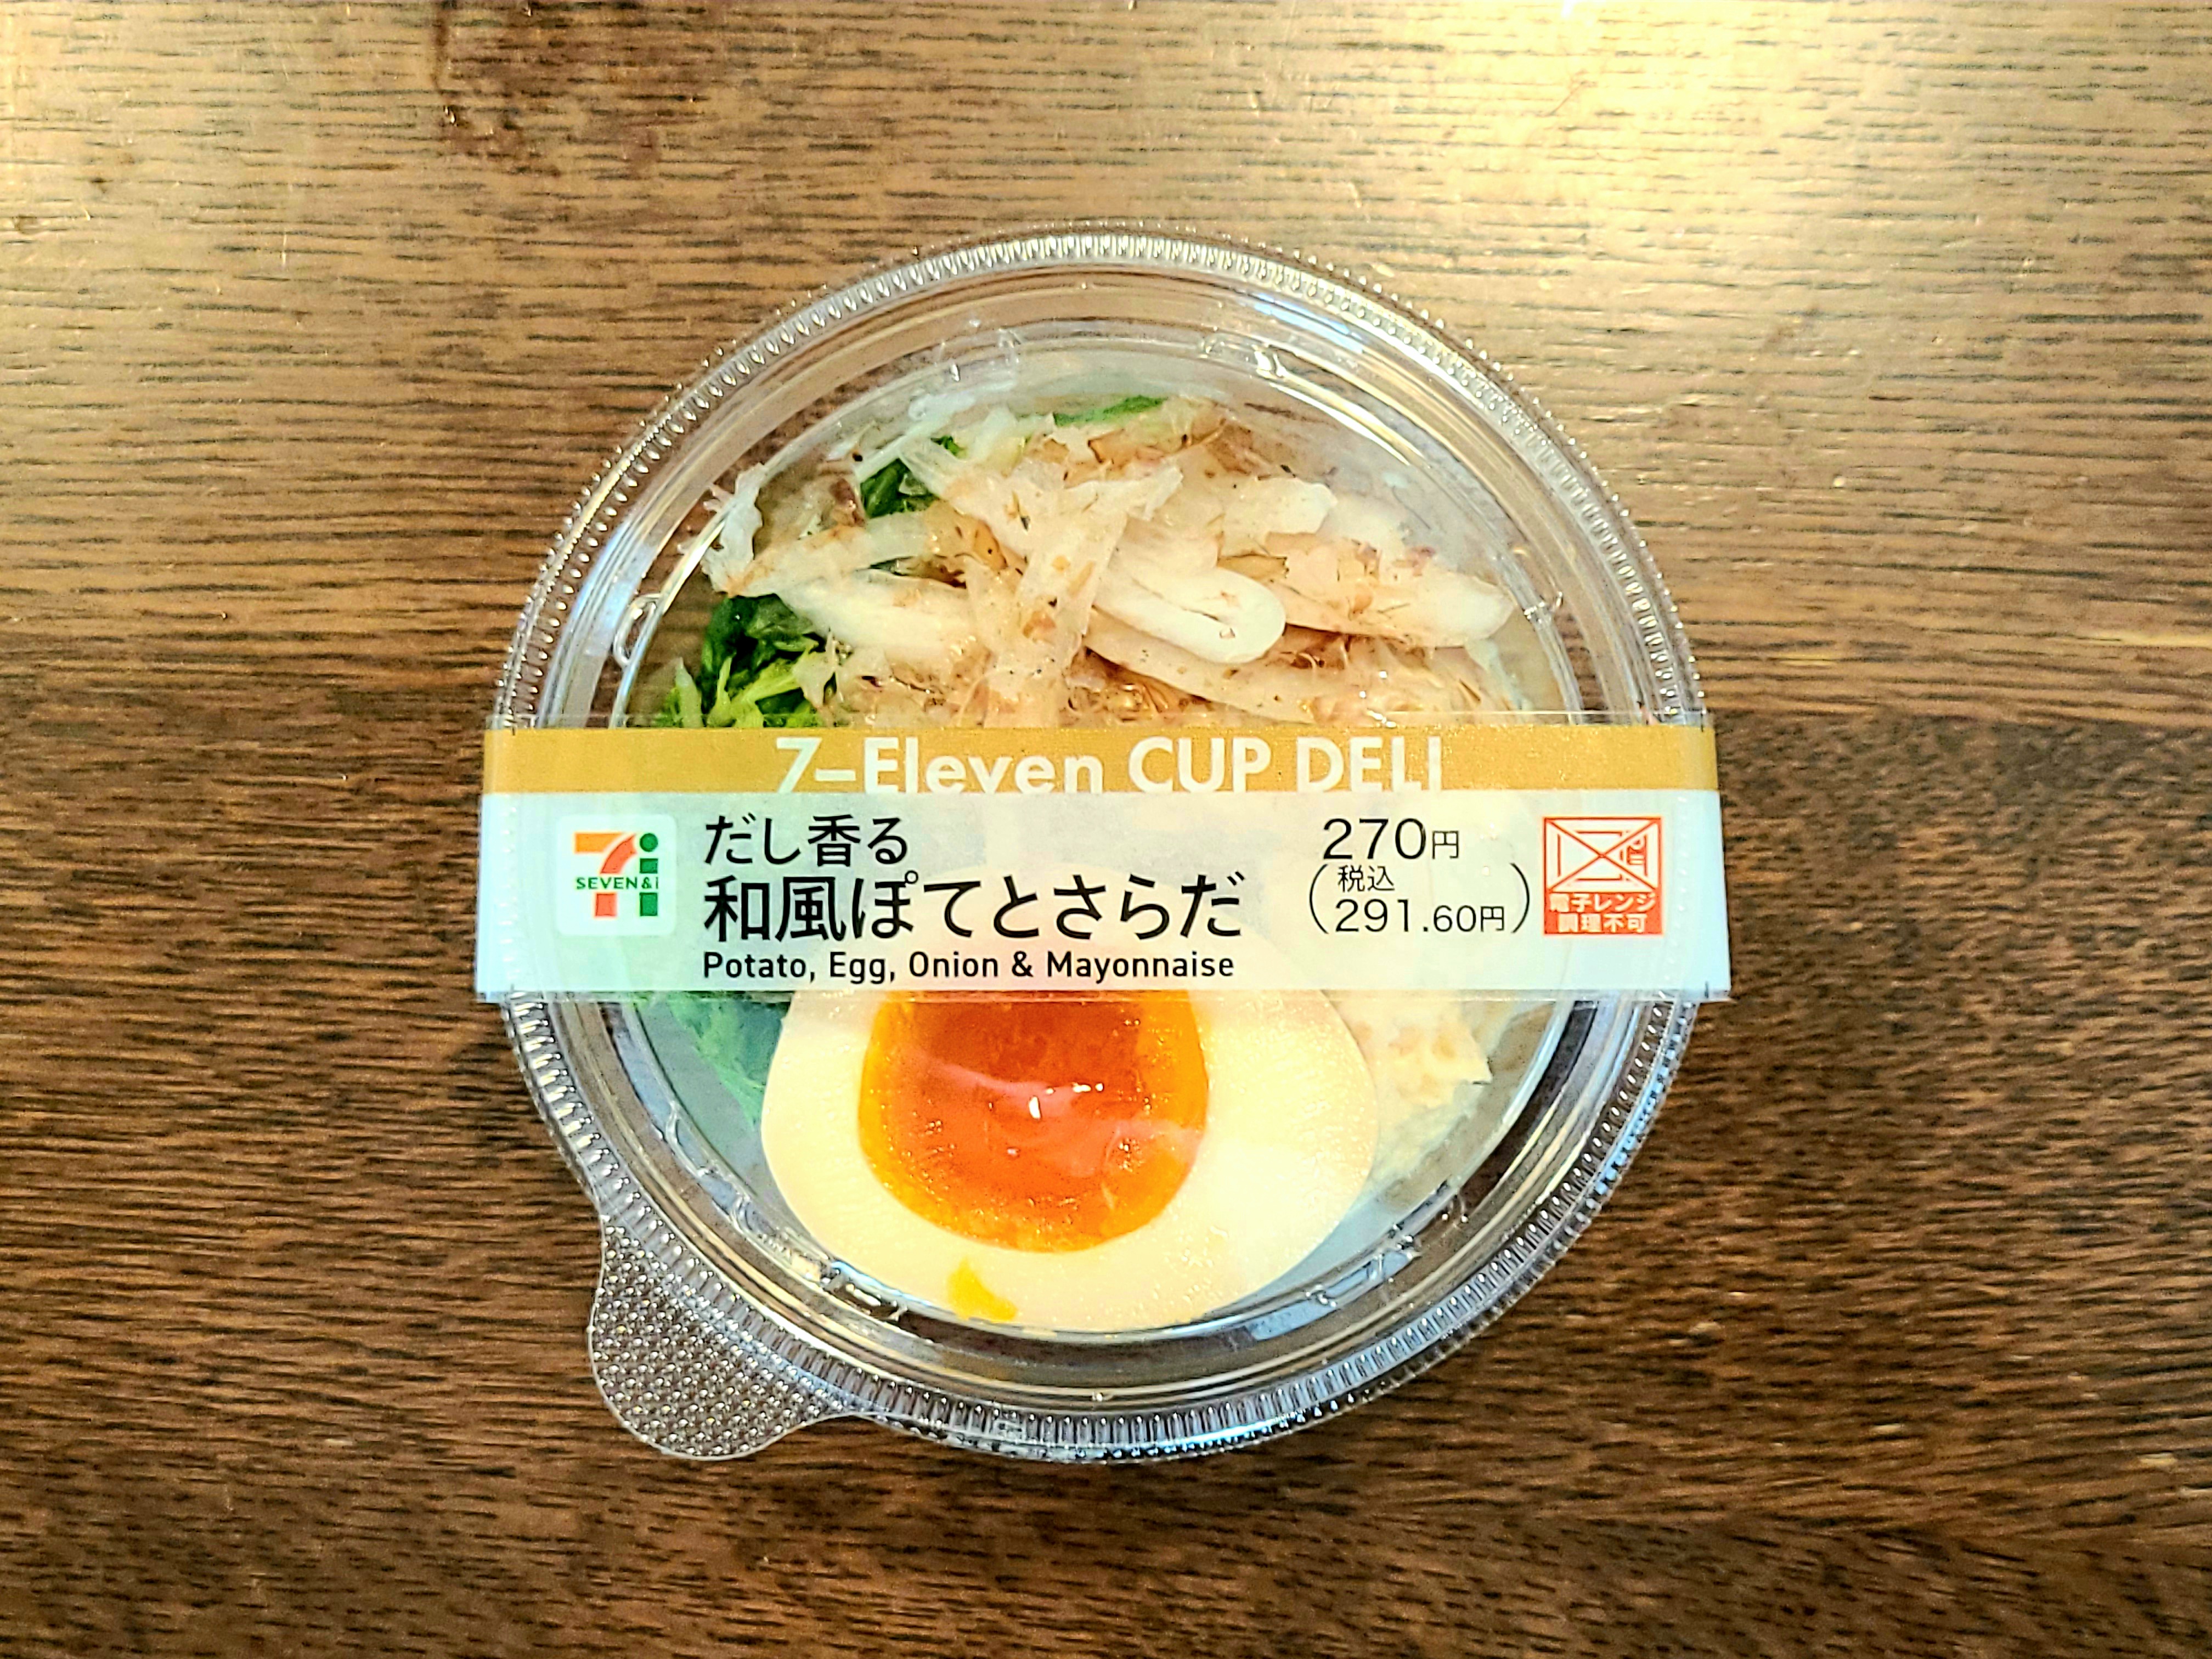 7-Eleven CUP DELI
SEVEN&i
だし香る
和風ぽてとさらだ
Potato, Egg, Onion & Mayonnaise
270円
(税込
291.60円)
電子レンジ
調理不可